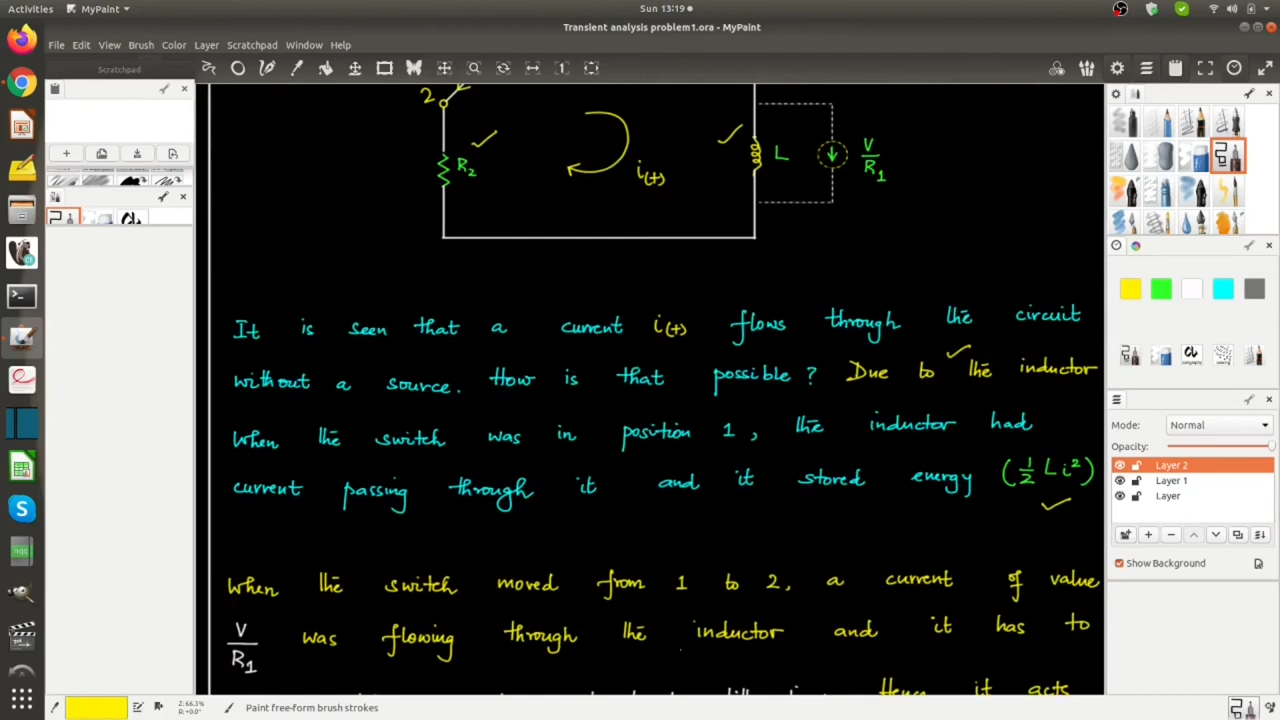 Activities MyPaint Sun 13:19
Transient analysis problem1.ora - MyPaint
File Edit View Brush Color Layer Scratchpad Window Help
Scratchpad
2
R2
i(t)
L
V
R1
It is seen that a current i(t) flows through the circuit
without a source. How is that possible? Due to the inductor
When the switch was in position 1, the inductor had
current passing through it and it stored energy (1/2 Li²)
When the switch moved from 1 to 2, a current of value
V/R1 was flowing through the inductor and it has to
Hence it acts
Mode: Normal
Opacity:
Layer 2
Layer 1
Layer
Show Background
Z: 66.3%
R: +0.0°
Paint free-form brush strokes